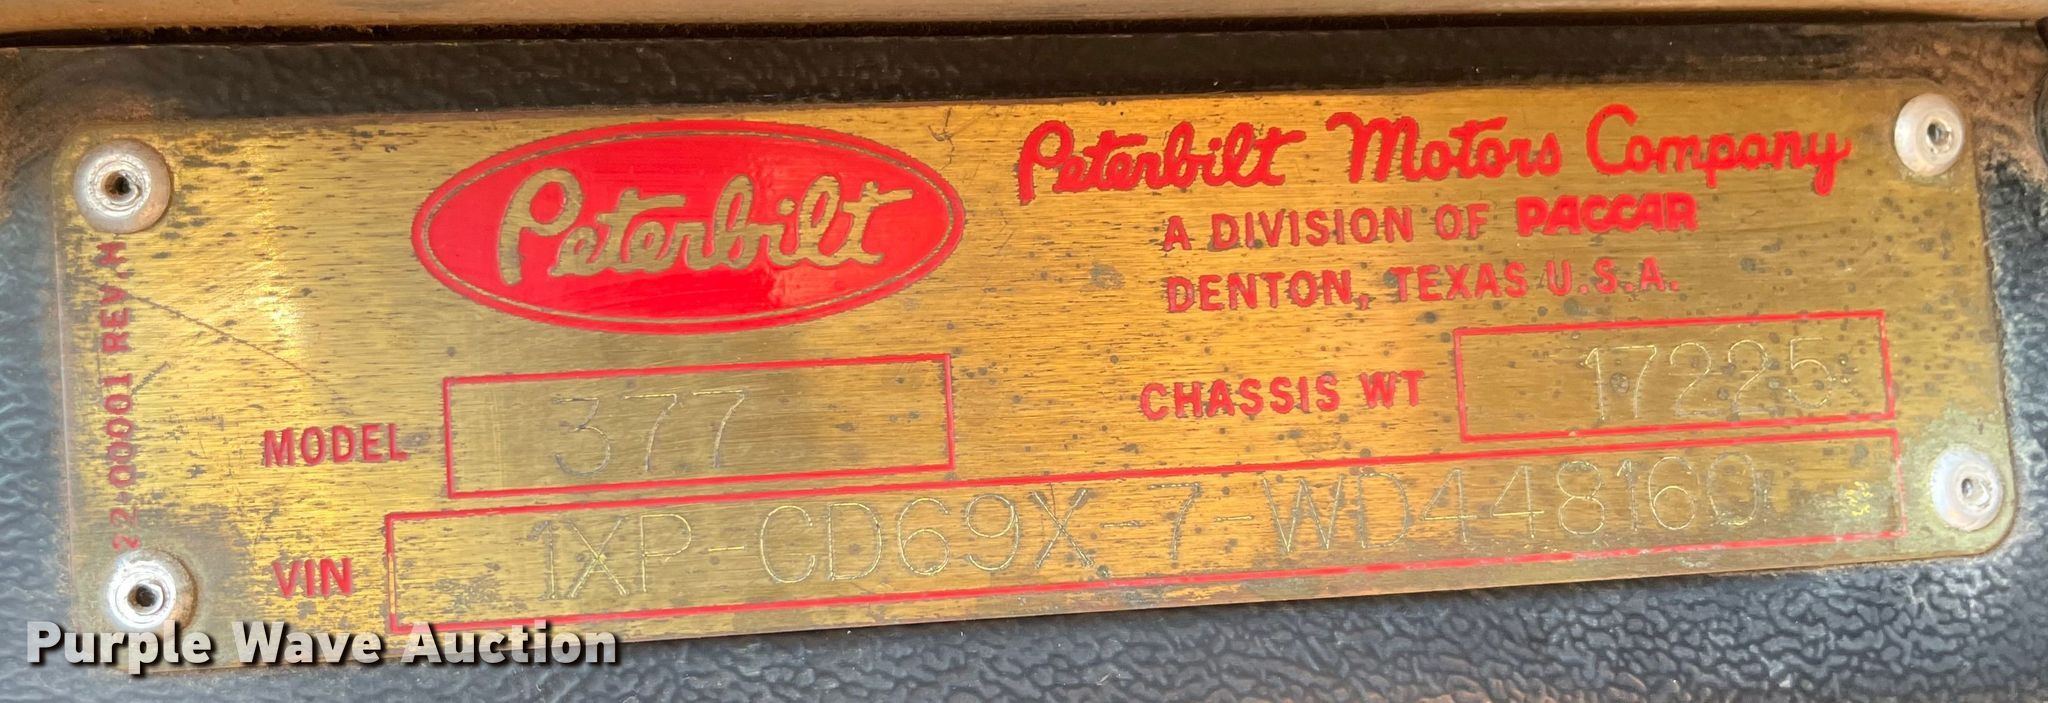 Peterbilt
Peterbilt Motors Company
A DIVISION OF PACCAR
DENTON, TEXAS U.S.A.
MODEL 377
CHASSIS WT 17225
VIN 1XP-CD69X-7-WD448160
22-00001 REV,H
Purple Wave Auction